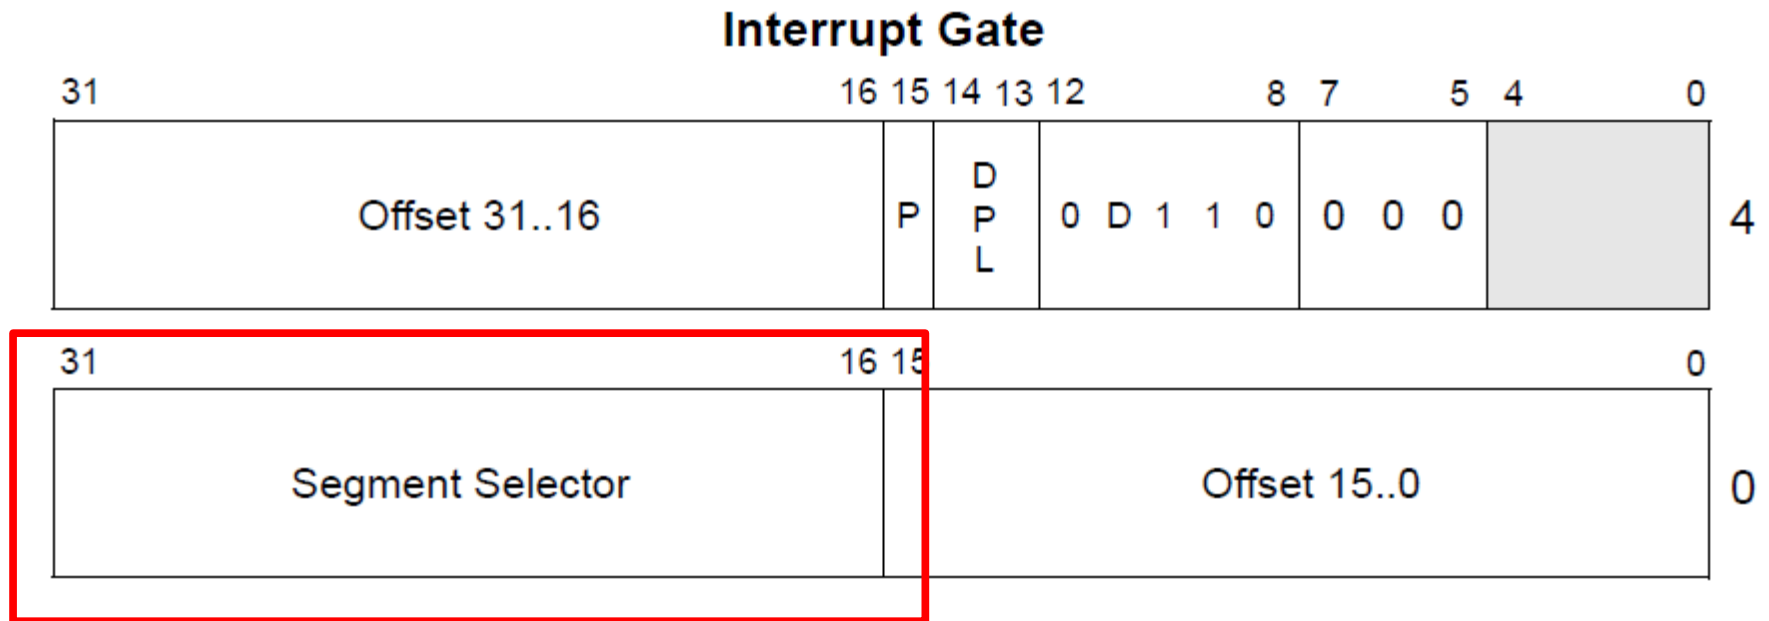 Interrupt Gate
31 16 15 14 13 12 8 7 5 4 0
Offset 31..16 P D P L 0 D 1 1 0 0 0 0 4
31 16 15 0
Segment Selector Offset 15..0 0